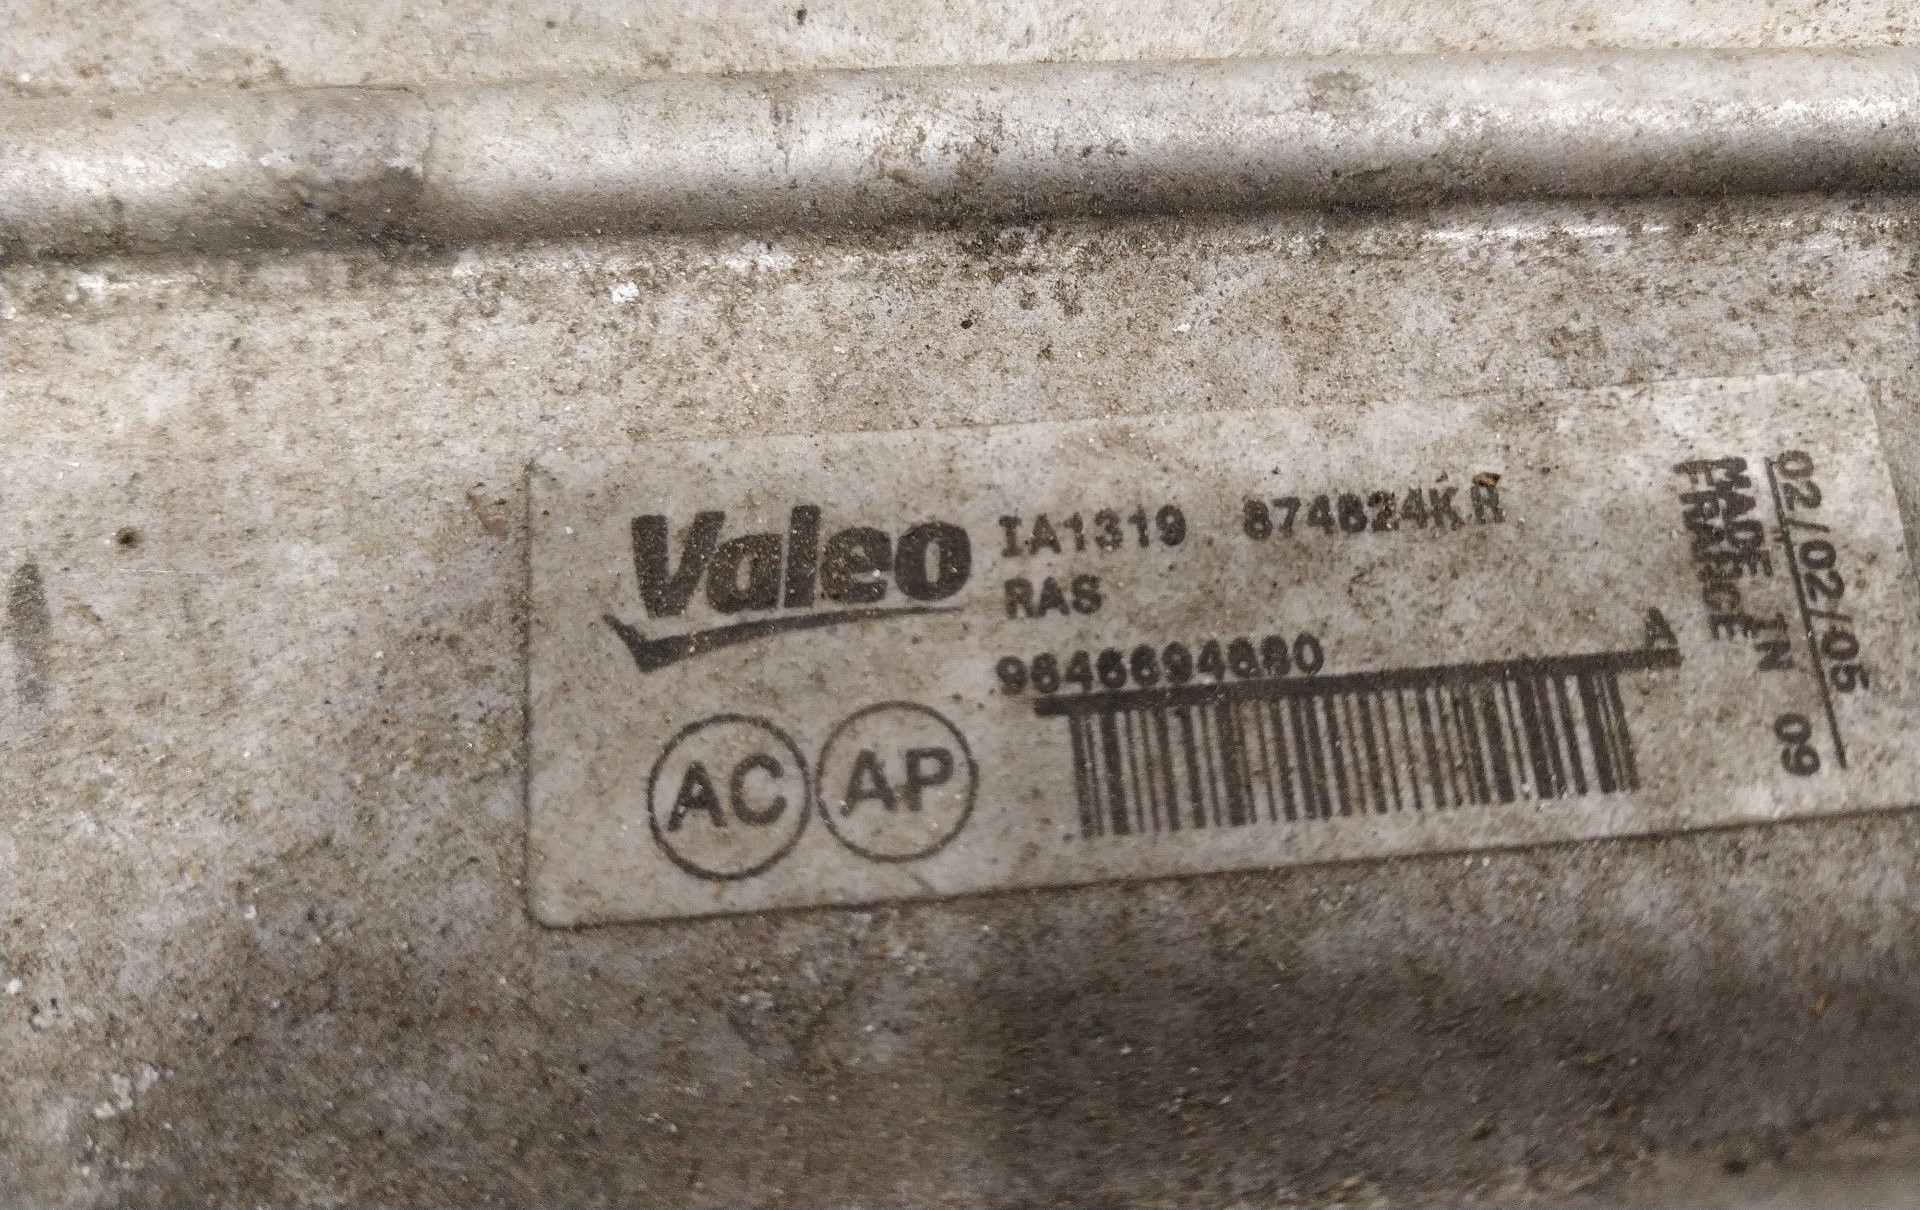 Valeo IA1319 874824KR
RAS
9646694680
A
AC AP
02/02/05 09
MADE IN
FRANCE